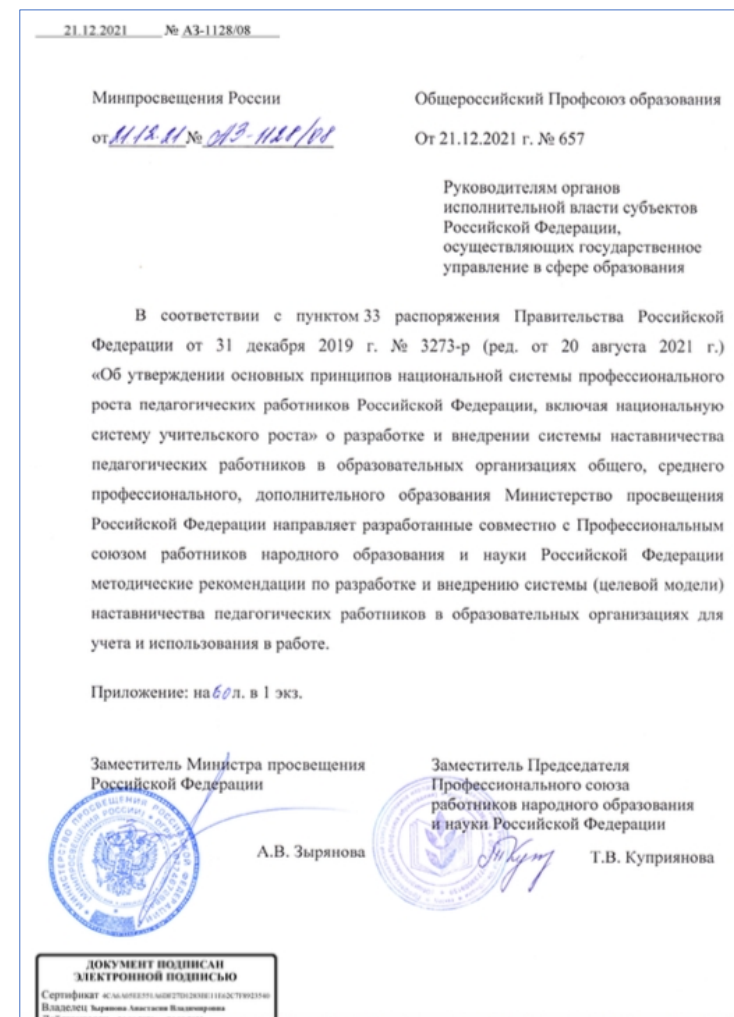 21.12.2021 № АЗ-1128/08
Минпросвещения России
от 21.12.21 № АЗ-1128/08
Общероссийский Профсоюз образования
От 21.12.2021 г. № 657
Руководителям органов
исполнительной власти субъектов
Российской Федерации,
осуществляющих государственное
управление в сфере образования
В соответствии с пунктом 33 распоряжения Правительства Российской
Федерации от 31 декабря 2019 г. № 3273-р (ред. от 20 августа 2021 г.)
«Об утверждении основных принципов национальной системы профессионального
роста педагогических работников Российской Федерации, включая национальную
систему учительского роста» о разработке и внедрении системы наставничества
педагогических работников в образовательных организациях общего, среднего
профессионального, дополнительного образования Министерство просвещения
Российской Федерации направляет разработанные совместно с Профессиональным
союзом работников народного образования и науки Российской Федерации
методические рекомендации по разработке и внедрению системы (целевой модели)
наставничества педагогических работников в образовательных организациях для
учета и использования в работе.
Приложение: на 60 л. в 1 экз.
Заместитель Министра просвещения
Российской Федерации
А.В. Зырянова
Заместитель Председателя
Профессионального союза
работников народного образования
и науки Российской Федерации
Т.В. Куприянова
МИНИСТЕРСТВО ПРОСВЕЩЕНИЯ РОССИЙСКОЙ ФЕДЕРАЦИИ
ДОКУМЕНТ ПОДПИСАН
ЭЛЕКТРОННОЙ ПОДПИСЬЮ
Сертификат
Владелец Зырянова Анастасия Владимировна